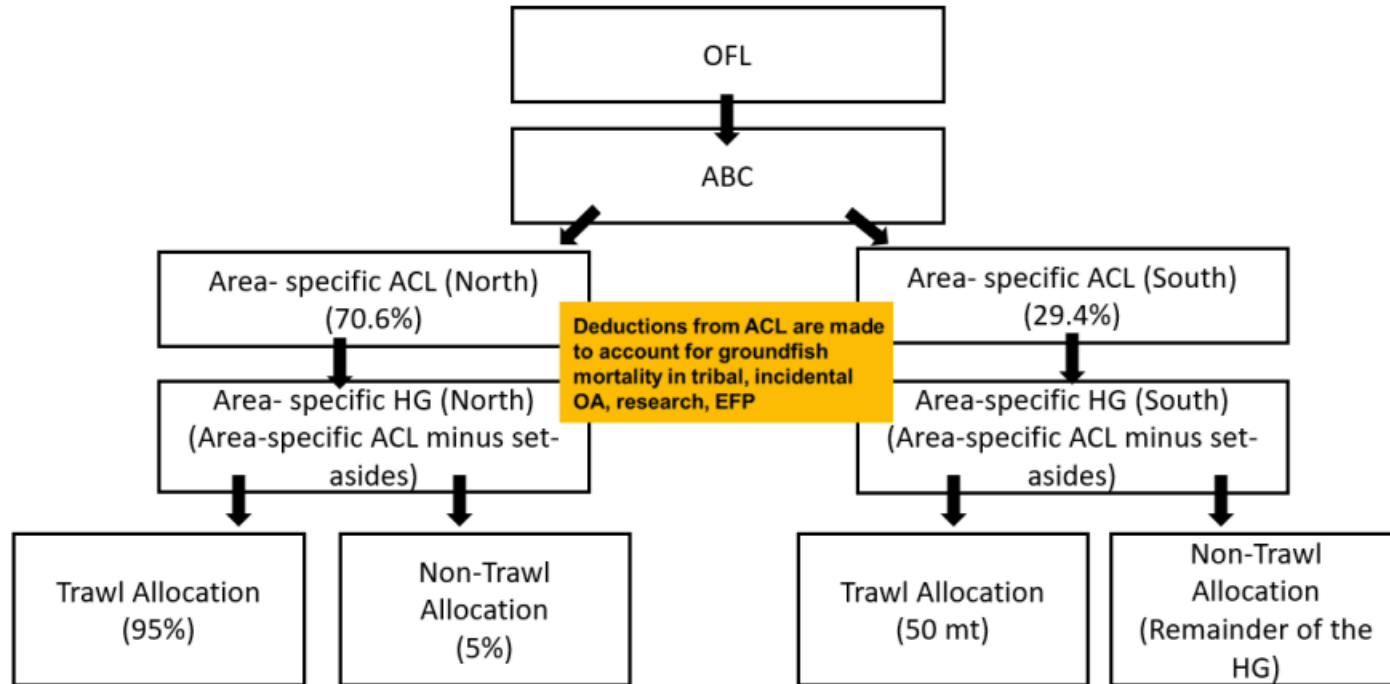 OFL
ABC
Area- specific ACL (North)
(70.6%)
Area- specific ACL (South)
(29.4%)
Deductions from ACL are made
to account for groundfish
mortality in tribal, incidental
OA, research, EFP
Area- specific HG (North)
(Area-specific ACL minus set-
asides)
Area-specific HG (South)
(Area-specific ACL minus set-
asides)
Trawl Allocation
(95%)
Non-Trawl
Allocation
(5%)
Trawl Allocation
(50 mt)
Non-Trawl
Allocation
(Remainder of the
HG)